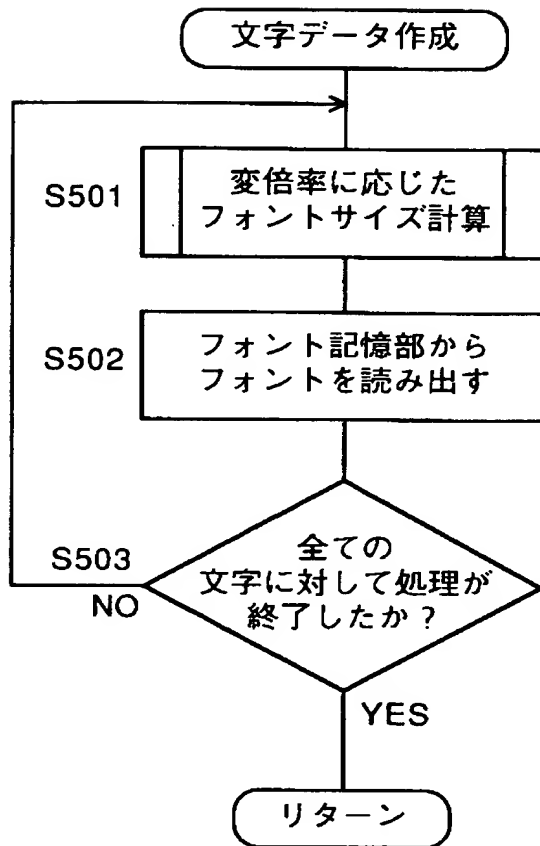 文字データ作成
S501
変倍率に応じた
フォントサイズ計算
S502
フォント記憶部から
フォントを読み出す
S503
全ての
文字に対して処理が
終了したか?
NO
YES
リターン